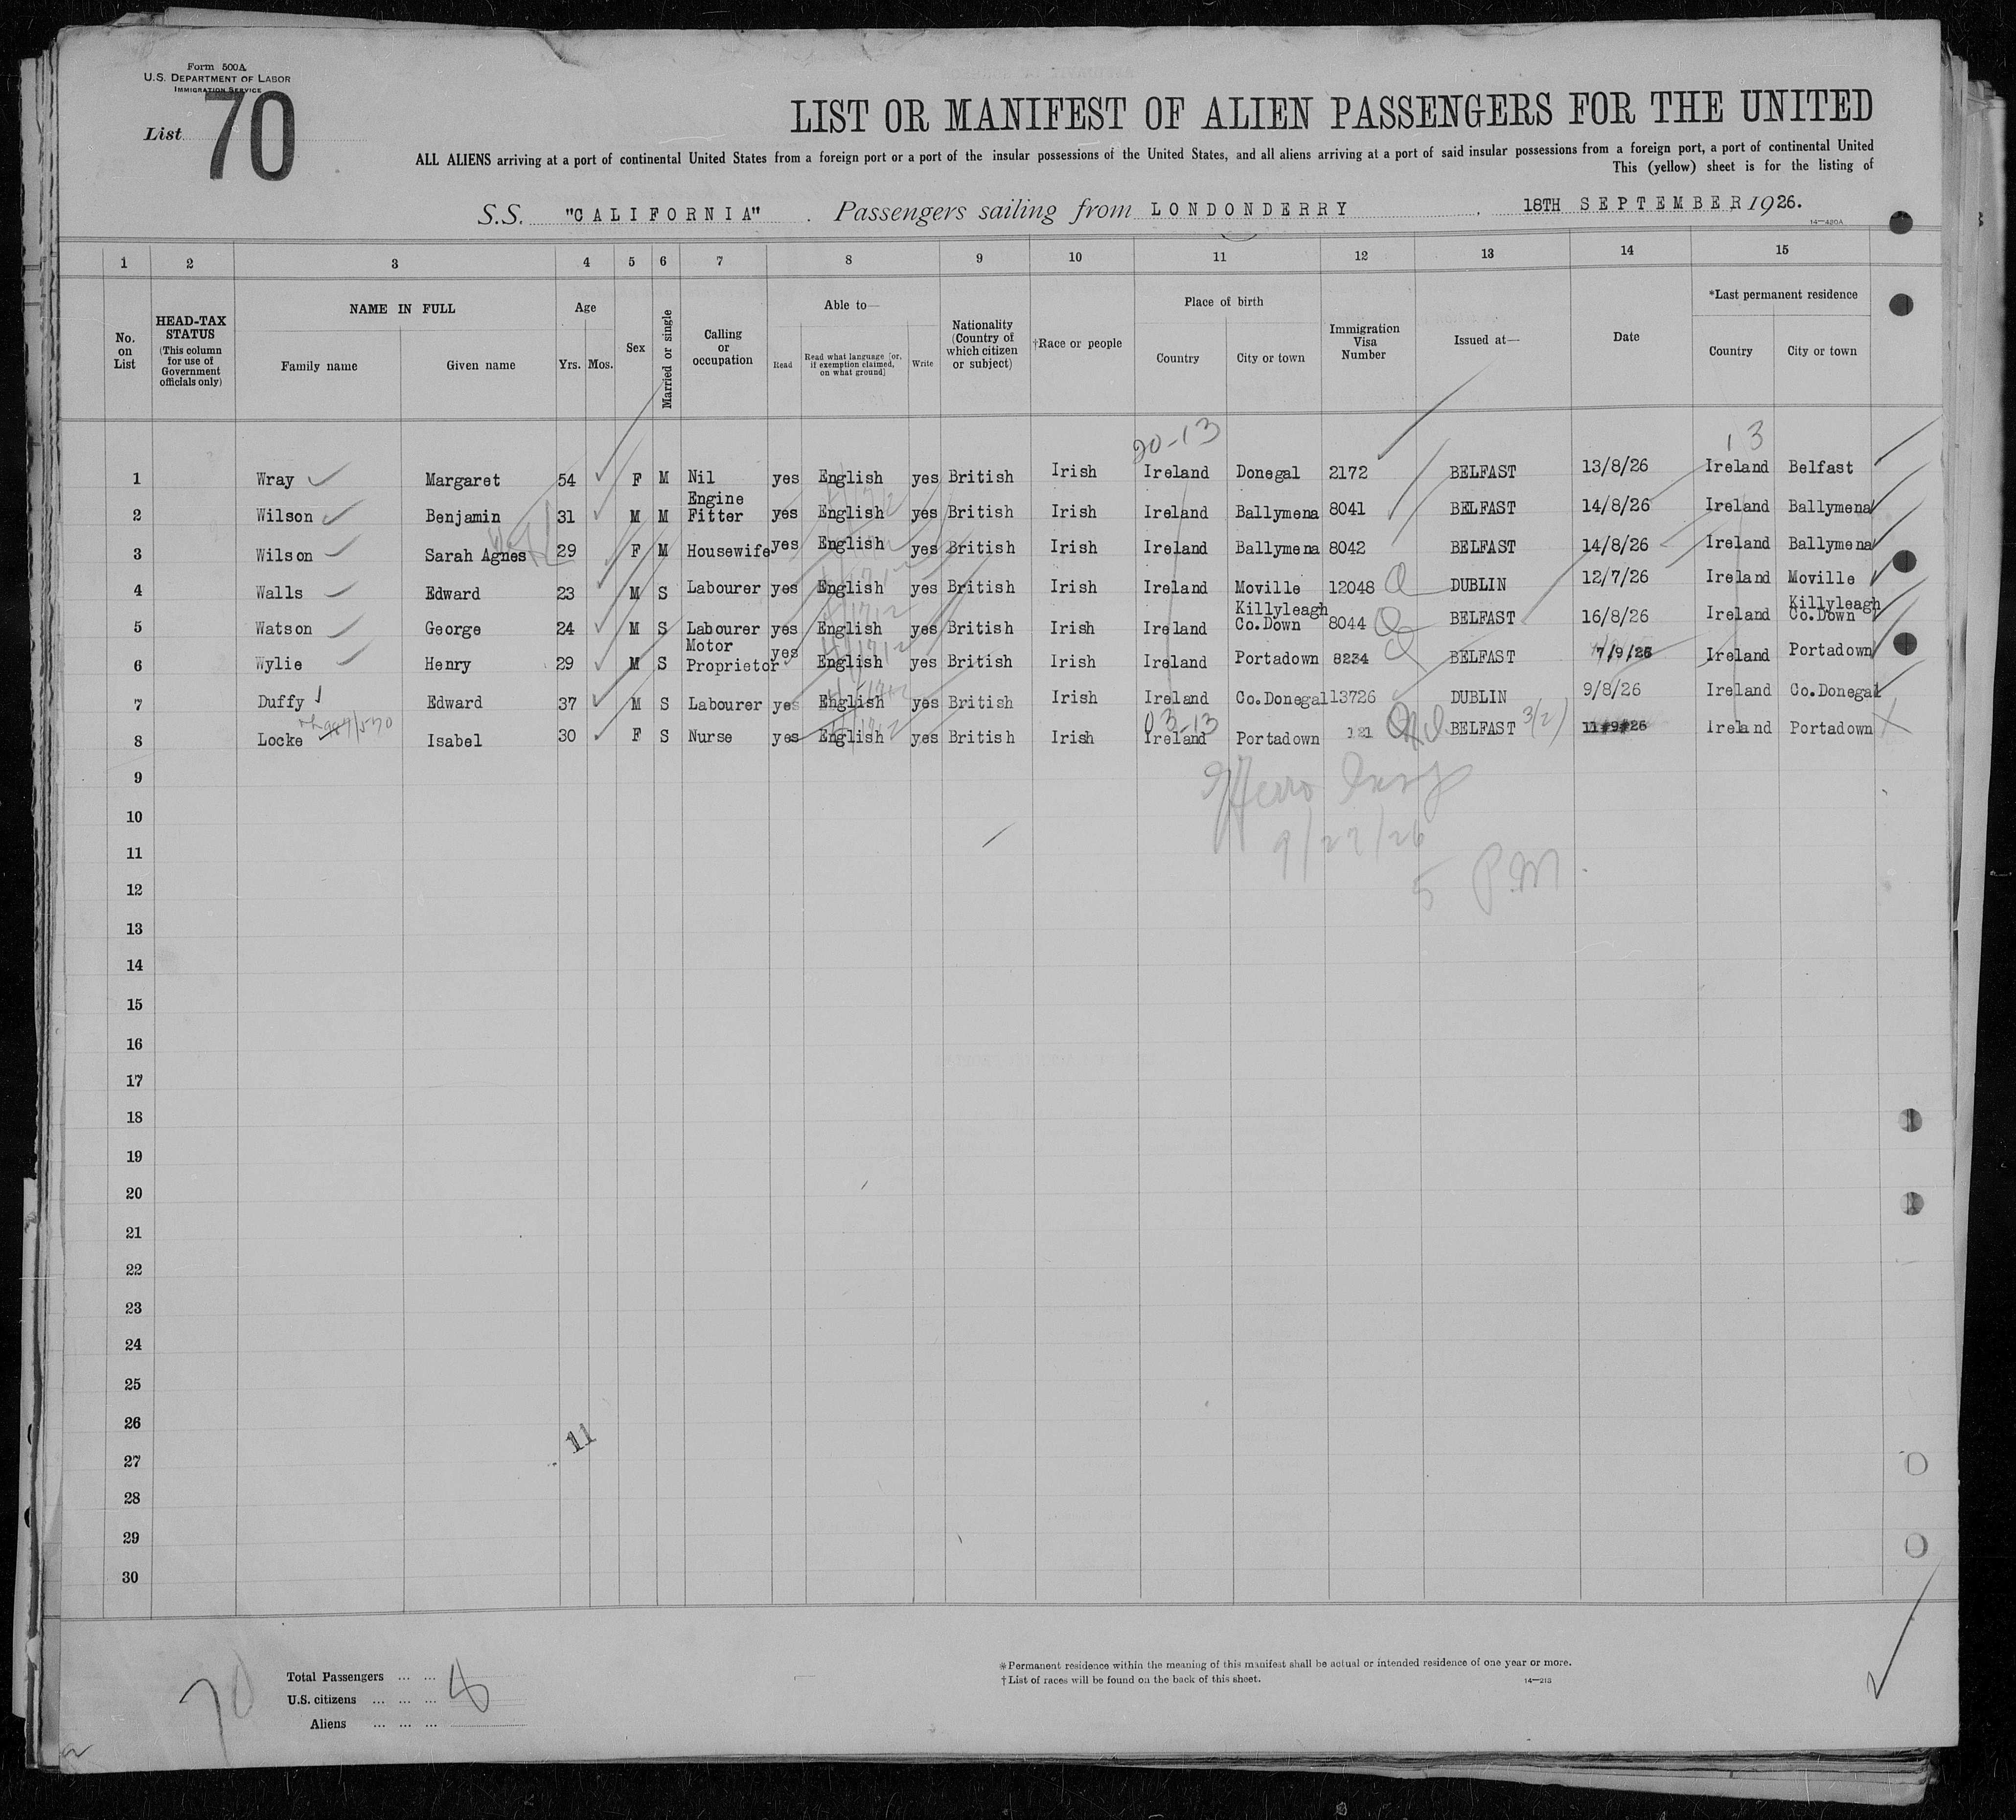 Form 500A
U.S. DEPARTMENT OF LABOR
IMMIGRATION SERVICE
List 70
LIST OR MANIFEST OF ALIEN PASSENGERS FOR THE UNITED
ALL ALIENS arriving at a port of continental United States from a foreign port or a port of the insular possessions of the United States, and all aliens arriving at a port of said insular possessions from a foreign port, a port of continental United
This (yellow) sheet is for the listing of
S.S. "CALIFORNIA" . Passengers sailing from LONDONDERRY , 18TH SEPTEMBER 1926.
14—420A
1 2 3 4 5 6 7 8 9 10 11 12 13 14 15
No. on List
HEAD-TAX STATUS (This column for use of Government officials only)
NAME IN FULL
Family name Given name
Age
Yrs. Mos.
Sex
Married or single
Calling or occupation
Able to—
Read
Read what language [or, if exemption claimed, on what ground]
Write
Nationality (Country of which citizen or subject)
†Race or people
Place of birth
Country City or town
Immigration Visa Number
Issued at—
Date
*Last permanent residence
Country City or town
20-13 13
1 Wray Margaret 54 F M Nil yes English yes British Irish Ireland Donegal 2172 BELFAST 13/8/26 Ireland Belfast
2 Wilson Benjamin 31 M M Engine Fitter yes English yes British Irish Ireland Ballymena 8041 BELFAST 14/8/26 Ireland Ballymena
3 Wilson Sarah Agnes 29 F M Housewife yes English yes British Irish Ireland Ballymena 8042 BELFAST 14/8/26 Ireland Ballymena
4 Walls Edward 23 M S Labourer yes English yes British Irish Ireland Moville 12048 DUBLIN 12/7/26 Ireland Moville
5 Watson George 24 M S Labourer yes English yes British Irish Ireland Killyleagh Co.Down 8044 BELFAST 16/8/26 Ireland Killyleagh Co.Down
6 Wylie Henry 29 M S Motor Proprietor yes English yes British Irish Ireland Portadown 8234 BELFAST 7/9/26 Ireland Portadown
7 Duffy Edward 37 M S Labourer yes English yes British Irish Ireland Co.Donegal 13726 DUBLIN 9/8/26 Ireland Co.Donegal
03-13
8 Locke Isabel 30 F S Nurse yes English yes British Irish Ireland Portadown 121 BELFAST 3/2) 11#9#26 Ireland Portadown
9
9/27/26
10
11
5 P.M.
12
13
14
15
16
17
18
19
20
21
22
23
24
25
26
11
27
28
29
30
70
Total Passengers ... ...
U.S. citizens ... ... ... 8
Aliens ... ... ...
*Permanent residence within the meaning of this manifest shall be actual or intended residence of one year or more.
†List of races will be found on the back of this sheet.
14—213